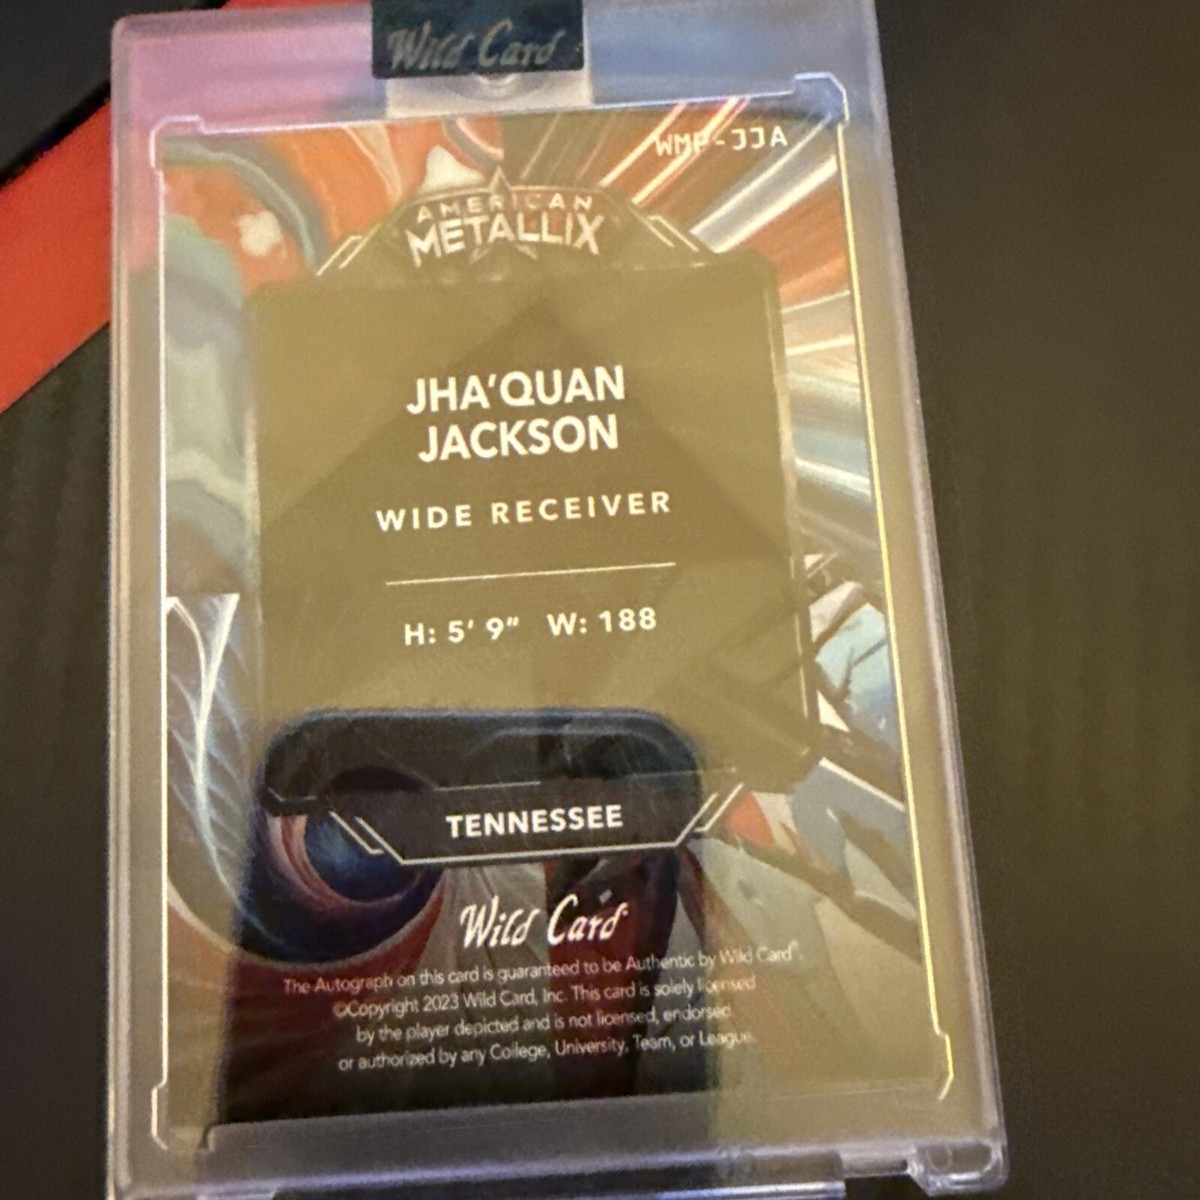 Wild Card
WMP-JJA
AMERICAN
METALLIX
JHA'QUAN
JACKSON
WIDE RECEIVER
H: 5' 9" W: 188
TENNESSEE
Wild Card
The Autograph on this card is guaranteed to be Authentic by Wild Card®.
©Copyright 2023 Wild Card, Inc. This card is solely licensed
by the player depicted and is not licensed, endorsed,
or authorized by any College, University, Team, or League.